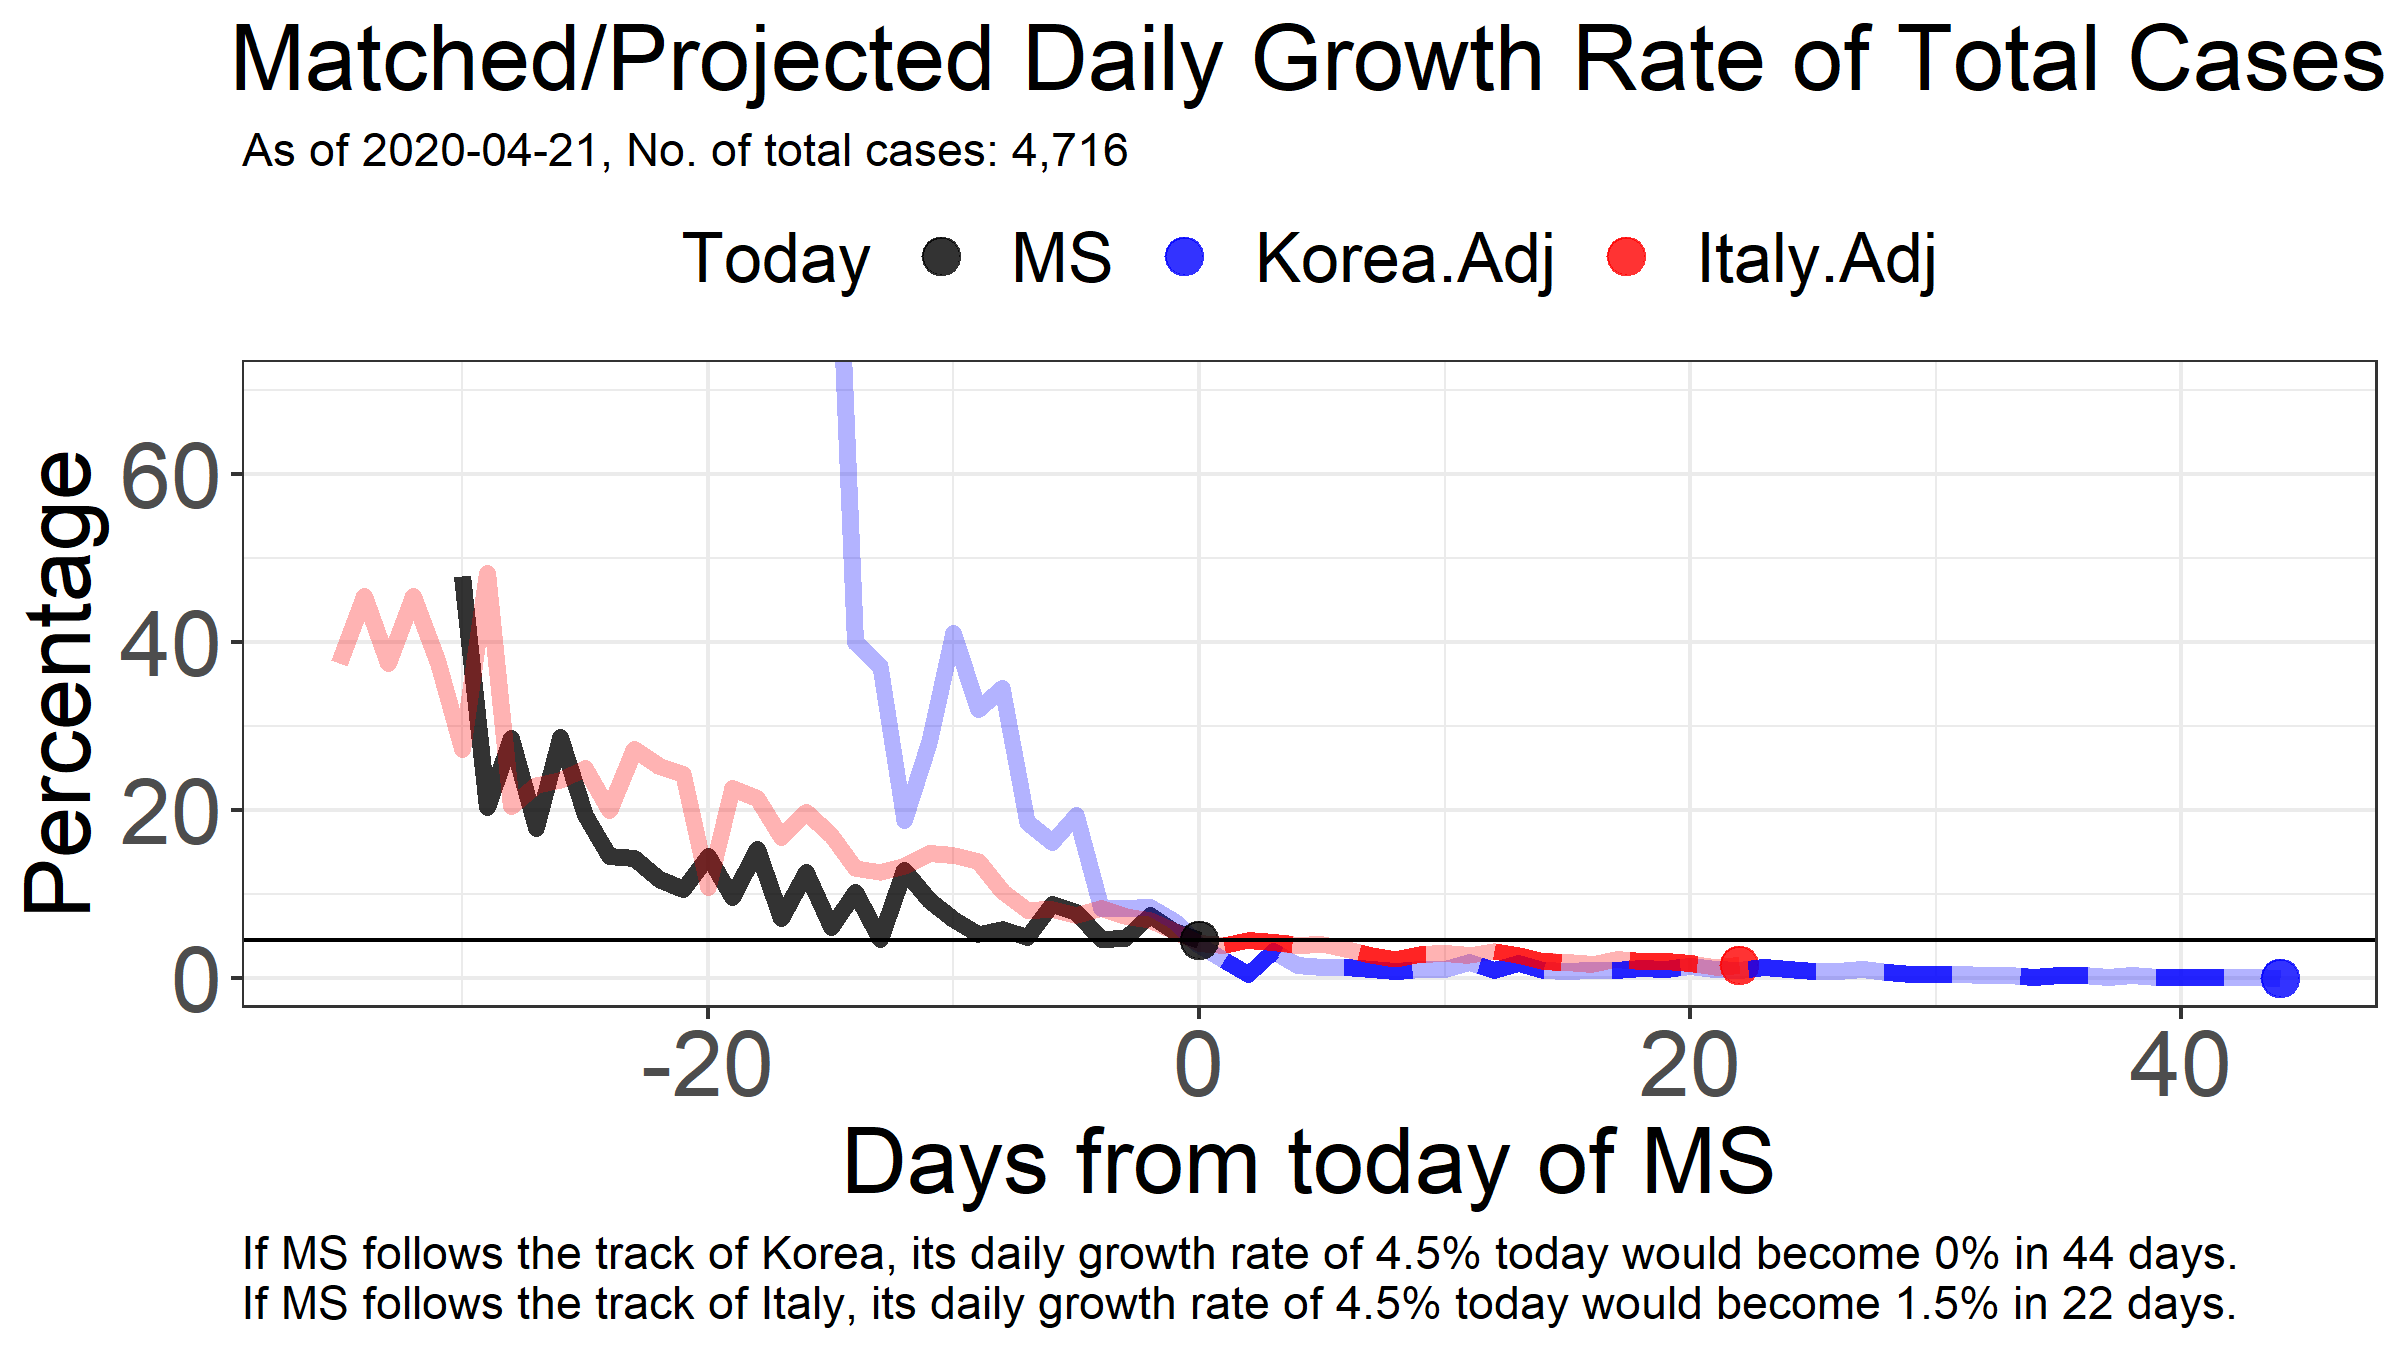 Matched/Projected Daily Growth Rate of Total Cases
As of 2020-04-21, No. of total cases: 4,716
Today MS Korea.Adj Italy.Adj
Percentage
60
40
20
0
-20 0 20 40
Days from today of MS
If MS follows the track of Korea, its daily growth rate of 4.5% today would become 0% in 44 days.
If MS follows the track of Italy, its daily growth rate of 4.5% today would become 1.5% in 22 days.